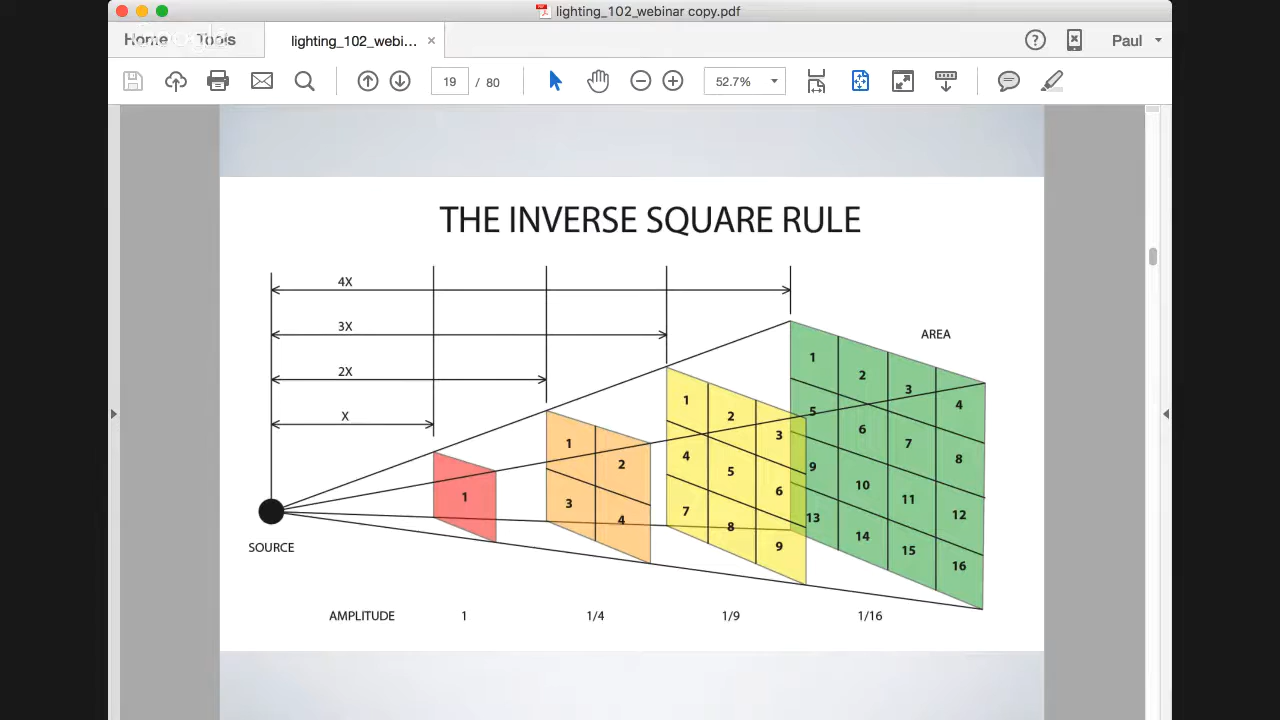 lighting_102_webinar copy.pdf
Home Tools lighting_102_webi... × Paul
19 / 80 52.7%
THE INVERSE SQUARE RULE
4X
3X
2X
X
AREA
1
1 2
3 4
1 2 3
4 5 6
7 8 9
1 2 3 4
5 6 7 8
9 10 11 12
13 14 15 16
SOURCE
AMPLITUDE 1 1/4 1/9 1/16